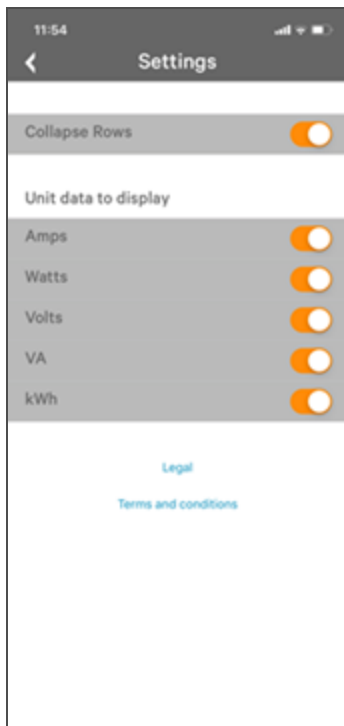 11:54
Settings
Collapse Rows
Unit data to display
Amps
Watts
Volts
VA
kWh
Legal
Terms and conditions